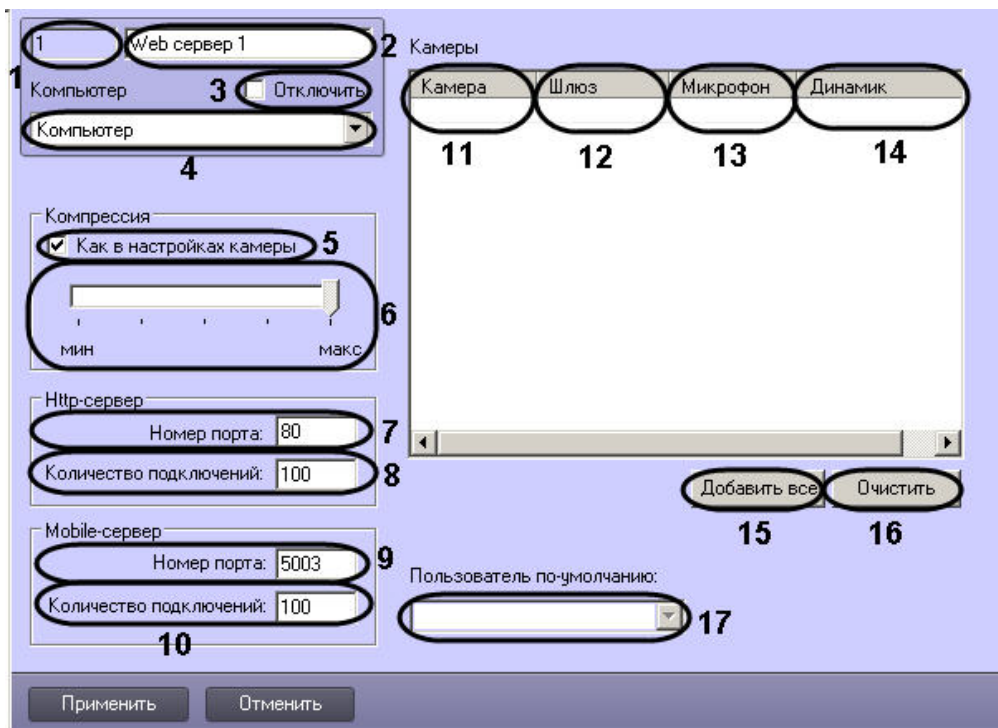 1 Web сервер 1 2
1 Компьютер 3 Отключить
Компьютер
4
Компрессия
Как в настройках камеры 5
6
мин макс
Http-сервер
Номер порта: 80 7
Количество подключений: 100 8
Mobile-сервер
Номер порта: 5003 9
Количество подключений: 100
10
Камеры
Камера Шлюз Микрофон Динамик
11 12 13 14
Добавить все Очистить
15 16
Пользователь по-умолчанию:
17
Применить Отменить